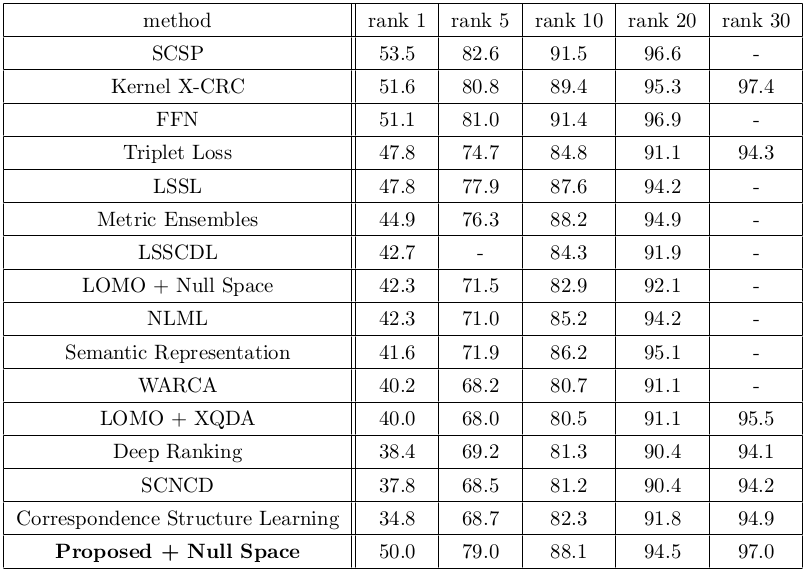 method rank 1 rank 5 rank 10 rank 20 rank 30
SCSP 53.5 82.6 91.5 96.6 -
Kernel X-CRC 51.6 80.8 89.4 95.3 97.4
FFN 51.1 81.0 91.4 96.9 -
Triplet Loss 47.8 74.7 84.8 91.1 94.3
LSSL 47.8 77.9 87.6 94.2 -
Metric Ensembles 44.9 76.3 88.2 94.9 -
LSSCDL 42.7 - 84.3 91.9 -
LOMO + Null Space 42.3 71.5 82.9 92.1 -
NLML 42.3 71.0 85.2 94.2 -
Semantic Representation 41.6 71.9 86.2 95.1 -
WARCA 40.2 68.2 80.7 91.1 -
LOMO + XQDA 40.0 68.0 80.5 91.1 95.5
Deep Ranking 38.4 69.2 81.3 90.4 94.1
SCNCD 37.8 68.5 81.2 90.4 94.2
Correspondence Structure Learning 34.8 68.7 82.3 91.8 94.9
Proposed + Null Space 50.0 79.0 88.1 94.5 97.0